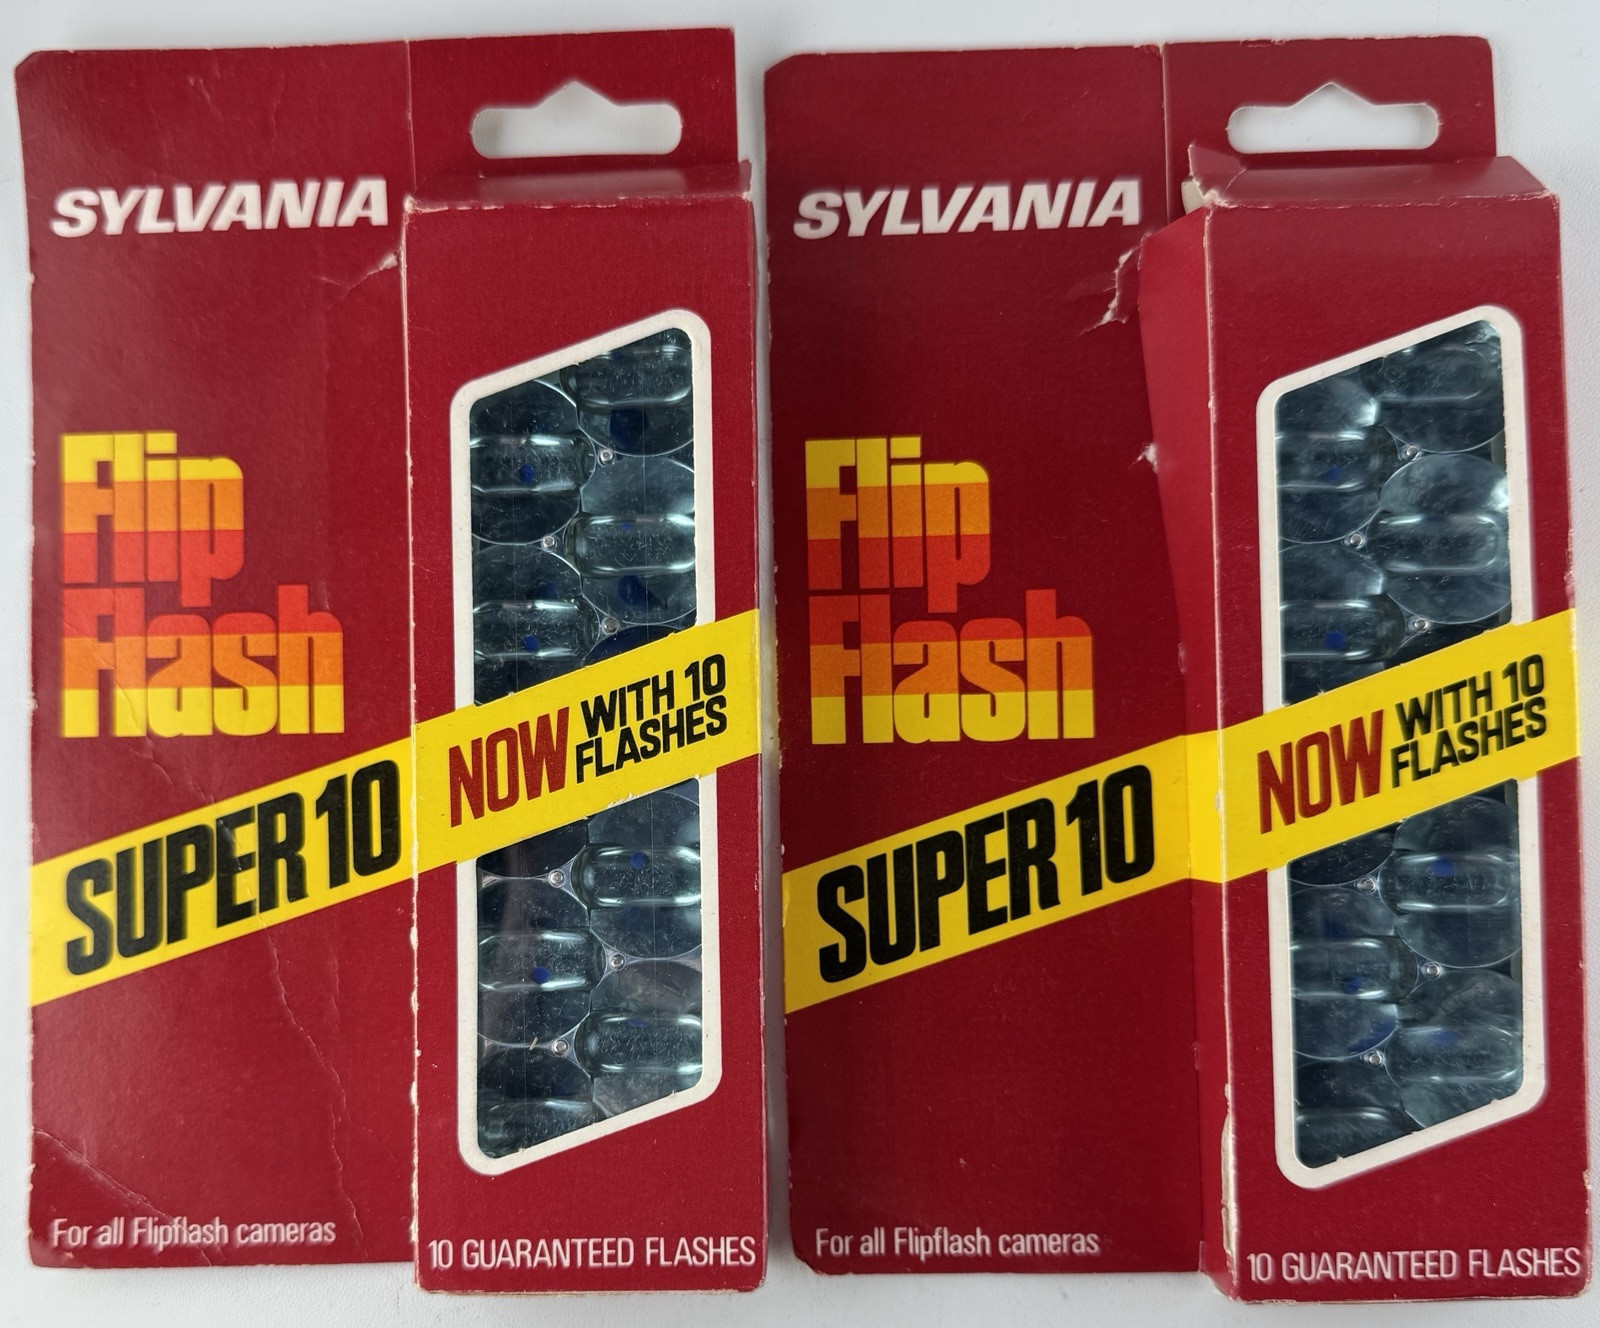 SYLVANIA
Flip
Flash
SUPER 10
NOW WITH 10
FLASHES
For all Flipflash cameras
10 GUARANTEED FLASHES
SYLVANIA
Flip
Flash
SUPER 10
NOW WITH 10
FLASHES
For all Flipflash cameras
10 GUARANTEED FLASHES